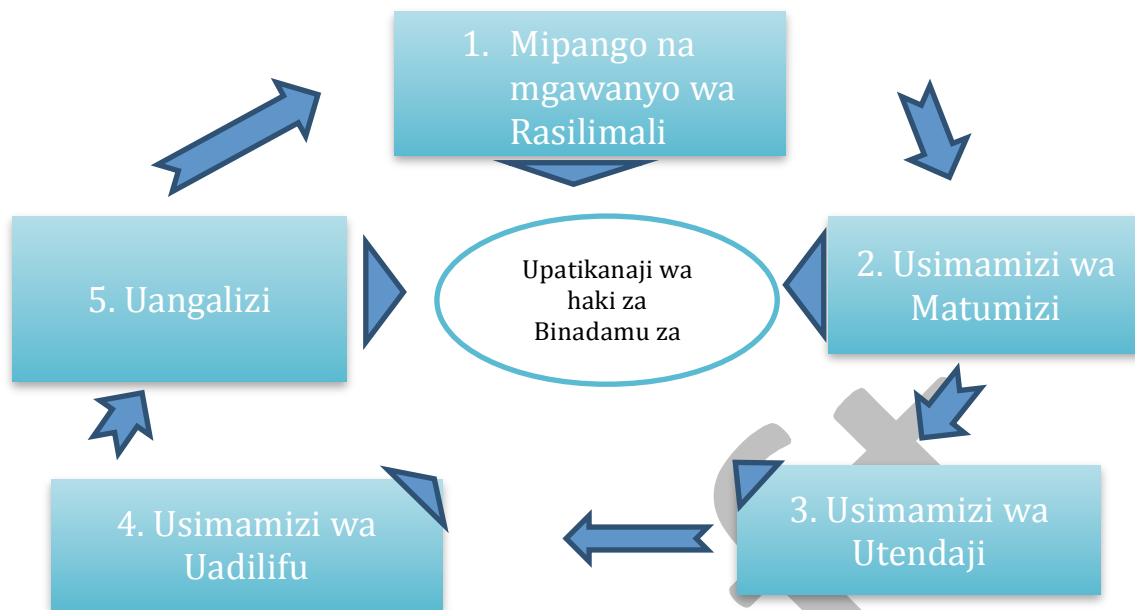 1. Mipango na
mgawanyo wa
Rasilimali
2. Usimamizi wa
Matumizi
3. Usimamizi wa
Utendaji
4. Usimamizi wa
Uadilifu
5. Uangalizi
Upatikanaji wa
haki za
Binadamu za